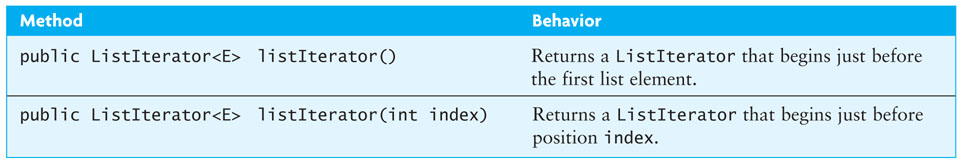 Method Behavior
public ListIterator<E> listIterator() Returns a ListIterator that begins just before
the first list element.
public ListIterator<E> listIterator(int index) Returns a ListIterator that begins just before
position index.